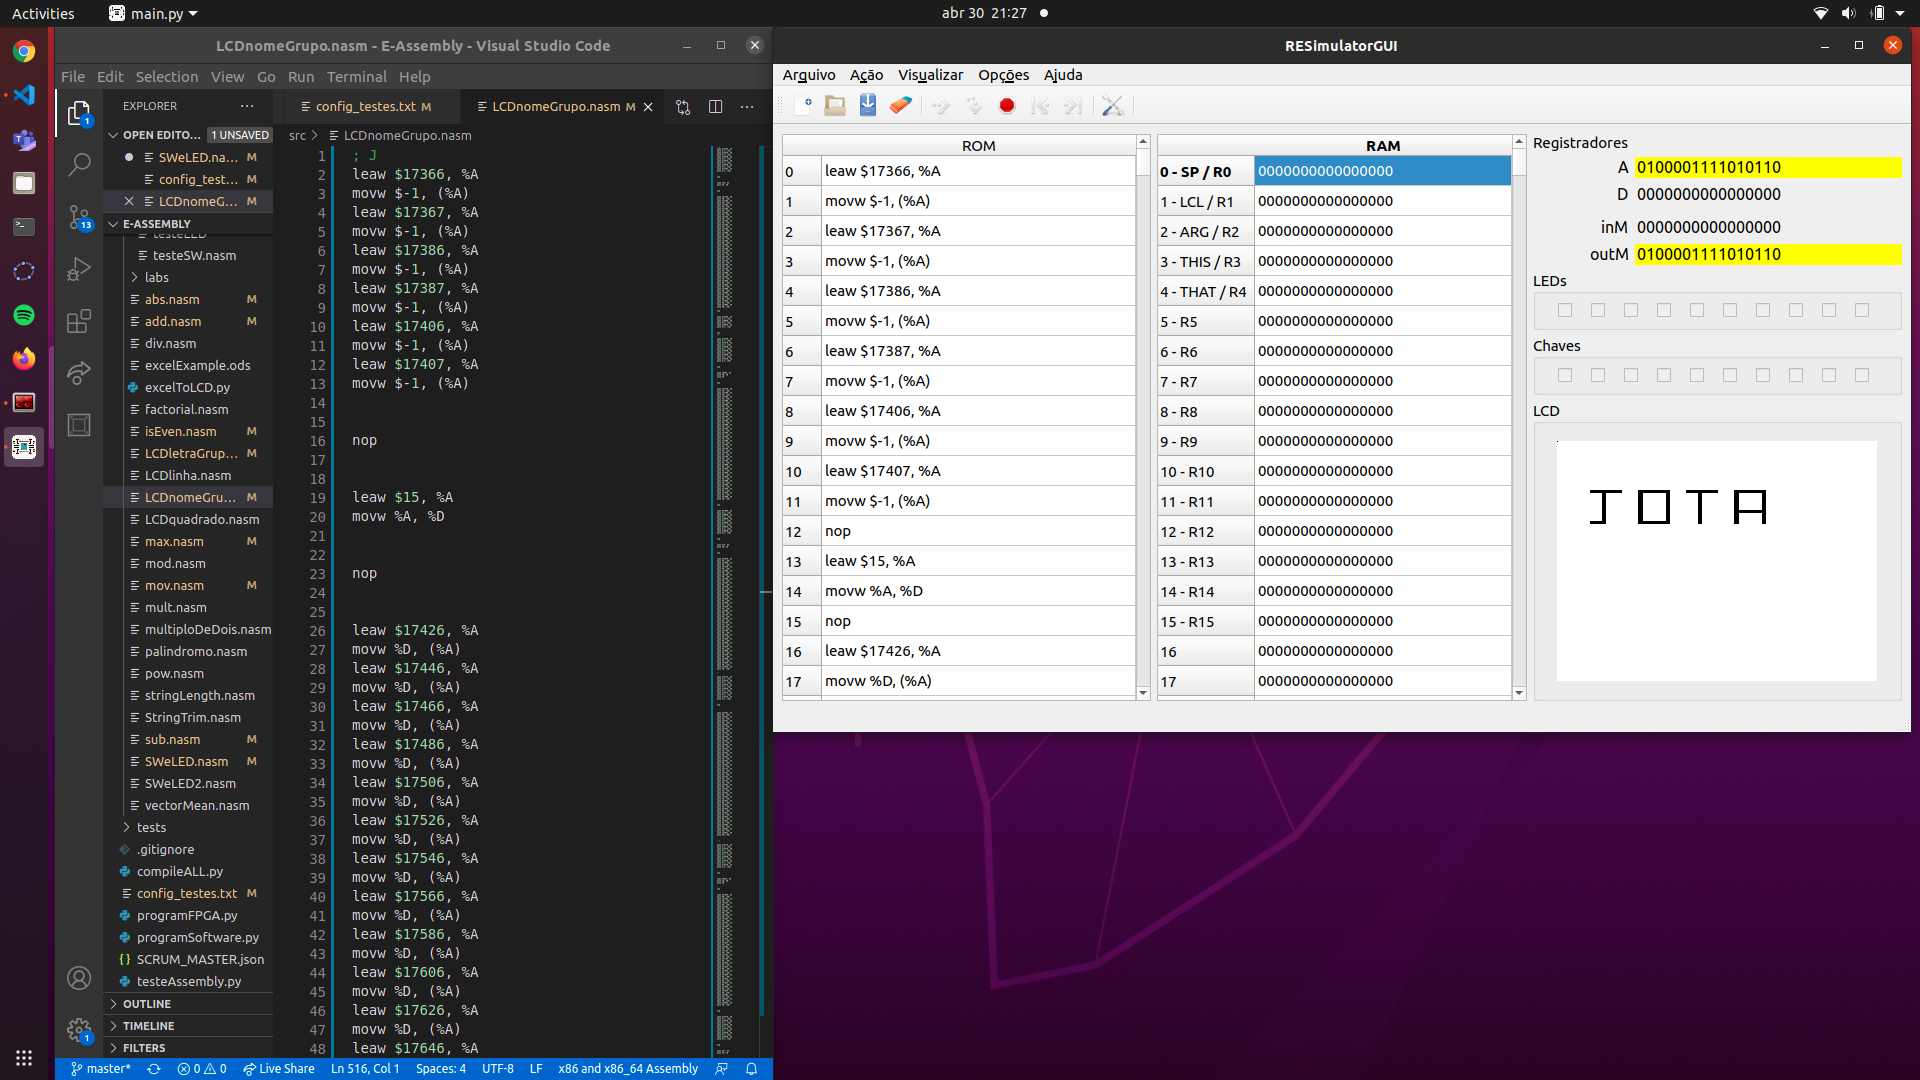 Activities
main.py
abr 30 21:27
LCDnomeGrupo.nasm - E-Assembly - Visual Studio Code
File Edit Selection View Go Run Terminal Help
EXPLORER
config_testes.txt M
LCDnomeGrupo.nasm M
OPEN EDITO... 1 UNSAVED
SWeLED.na... M
config_test... M
LCDnomeG... M
E-ASSEMBLY
testeLED
testeSW.nasm
labs
abs.nasm M
add.nasm M
div.nasm
excelExample.ods
excelToLCD.py
factorial.nasm
isEven.nasm M
LCDletraGrup... M
LCDlinha.nasm
LCDnomeGru... M
LCDquadrado.nasm
max.nasm M
mod.nasm
mov.nasm M
mult.nasm
multiploDeDois.nasm
palindromo.nasm
pow.nasm
stringLength.nasm
StringTrim.nasm
sub.nasm M
SWeLED.nasm M
SWeLED2.nasm
vectorMean.nasm
tests
.gitignore
compileALL.py
config_testes.txt M
programFPGA.py
programSoftware.py
SCRUM_MASTER.json
testeAssembly.py
OUTLINE
TIMELINE
FILTERS
1
13
1
src > LCDnomeGrupo.nasm
1 ; J
2 leaw $17366, %A
3 movw $-1, (%A)
4 leaw $17367, %A
5 movw $-1, (%A)
6 leaw $17386, %A
7 movw $-1, (%A)
8 leaw $17387, %A
9 movw $-1, (%A)
10 leaw $17406, %A
11 movw $-1, (%A)
12 leaw $17407, %A
13 movw $-1, (%A)
14
15
16 nop
17
18
19 leaw $15, %A
20 movw %A, %D
21
22
23 nop
24
25
26 leaw $17426, %A
27 movw %D, (%A)
28 leaw $17446, %A
29 movw %D, (%A)
30 leaw $17466, %A
31 movw %D, (%A)
32 leaw $17486, %A
33 movw %D, (%A)
34 leaw $17506, %A
35 movw %D, (%A)
36 leaw $17526, %A
37 movw %D, (%A)
38 leaw $17546, %A
39 movw %D, (%A)
40 leaw $17566, %A
41 movw %D, (%A)
42 leaw $17586, %A
43 movw %D, (%A)
44 leaw $17606, %A
45 movw %D, (%A)
46 leaw $17626, %A
47 movw %D, (%A)
48 leaw $17646, %A
master* 0 0 Live Share Ln 516, Col 1 Spaces: 4 UTF-8 LF x86 and x86_64 Assembly
RESimulatorGUI
Arquivo Ação Visualizar Opções Ajuda
ROM
0 leaw $17366, %A
1 movw $-1, (%A)
2 leaw $17367, %A
3 movw $-1, (%A)
4 leaw $17386, %A
5 movw $-1, (%A)
6 leaw $17387, %A
7 movw $-1, (%A)
8 leaw $17406, %A
9 movw $-1, (%A)
10 leaw $17407, %A
11 movw $-1, (%A)
12 nop
13 leaw $15, %A
14 movw %A, %D
15 nop
16 leaw $17426, %A
17 movw %D, (%A)
RAM
0 - SP / R0 0000000000000000
1 - LCL / R1 0000000000000000
2 - ARG / R2 0000000000000000
3 - THIS / R3 0000000000000000
4 - THAT / R4 0000000000000000
5 - R5 0000000000000000
6 - R6 0000000000000000
7 - R7 0000000000000000
8 - R8 0000000000000000
9 - R9 0000000000000000
10 - R10 0000000000000000
11 - R11 0000000000000000
12 - R12 0000000000000000
13 - R13 0000000000000000
14 - R14 0000000000000000
15 - R15 0000000000000000
16 0000000000000000
17 0000000000000000
Registradores
A 0100001111010110
D 0000000000000000
inM 0000000000000000
outM 0100001111010110
LEDs
Chaves
LCD
JOTA